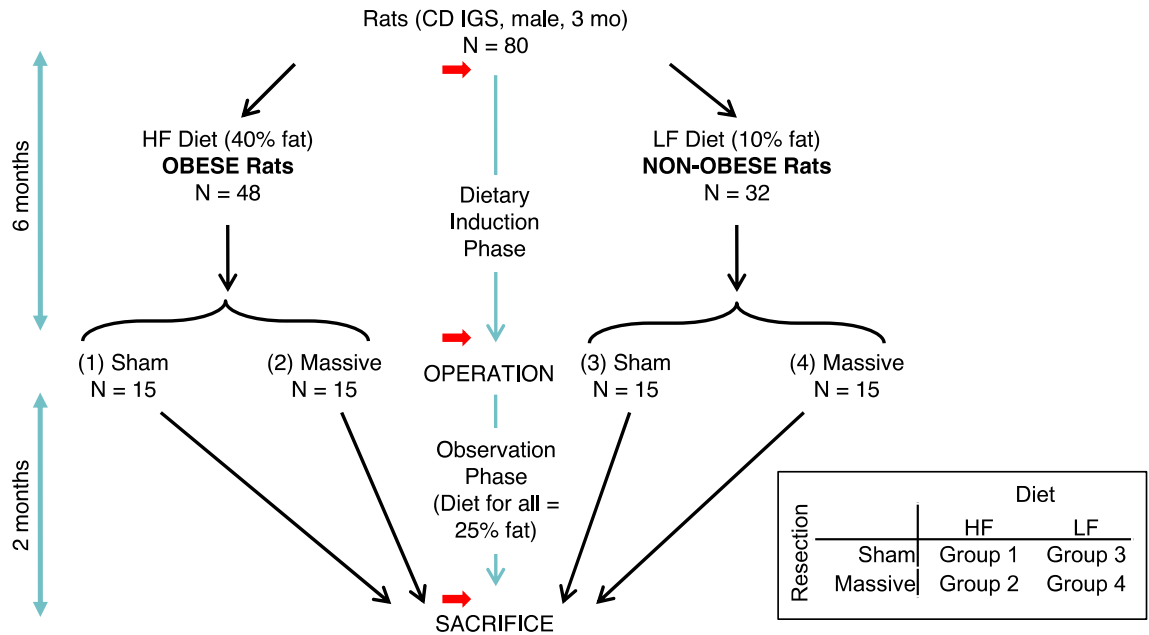 Rats (CD IGS, male, 3 mo)
N = 80
6 months
HF Diet (40% fat)
OBESE Rats
N = 48
LF Diet (10% fat)
NON-OBESE Rats
N = 32
Dietary
Induction
Phase
(1) Sham
N = 15
(2) Massive
N = 15
OPERATION
(3) Sham
N = 15
(4) Massive
N = 15
2 months
Observation
Phase
(Diet for all =
25% fat)
SACRIFICE
Resection
Diet
HF LF
Sham Group 1 Group 3
Massive Group 2 Group 4